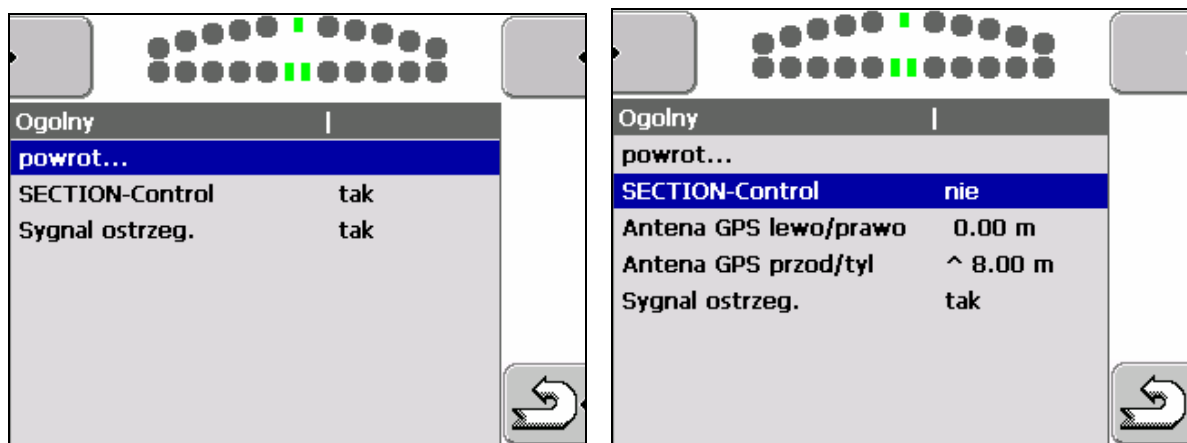 Ogolny |
powrot...
SECTION-Control tak
Sygnal ostrzeg. tak
Ogolny |
powrot...
SECTION-Control nie
Antena GPS lewo/prawo 0.00 m
Antena GPS przod/tyl ^ 8.00 m
Sygnal ostrzeg. tak